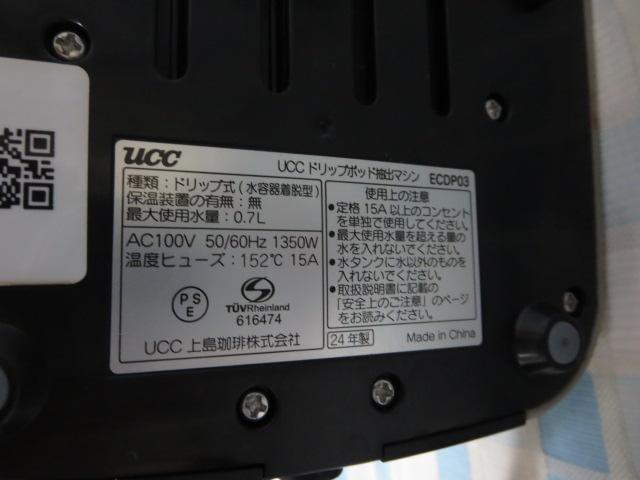 UCC
UCC ドリップポッド抽出マシン ECDP03
種類：ドリップ式（水容器着脱型）
保温装置の有無：無
最大使用水量：0.7L
AC100V 50/60Hz 1350W
温度ヒューズ：152℃ 15A
PS
E
TÜVRheinland
616474
UCC 上島珈琲株式会社
使用上の注意
●定格 15A 以上のコンセント
を単独で使用してください。
●最大使用水量を超える量の
水を入れないでください。
●水タンクに水以外のものを
入れないでください。
●取扱説明書に記載の
「安全上のご注意」のページ
をお読みください。
24 年製
Made in China